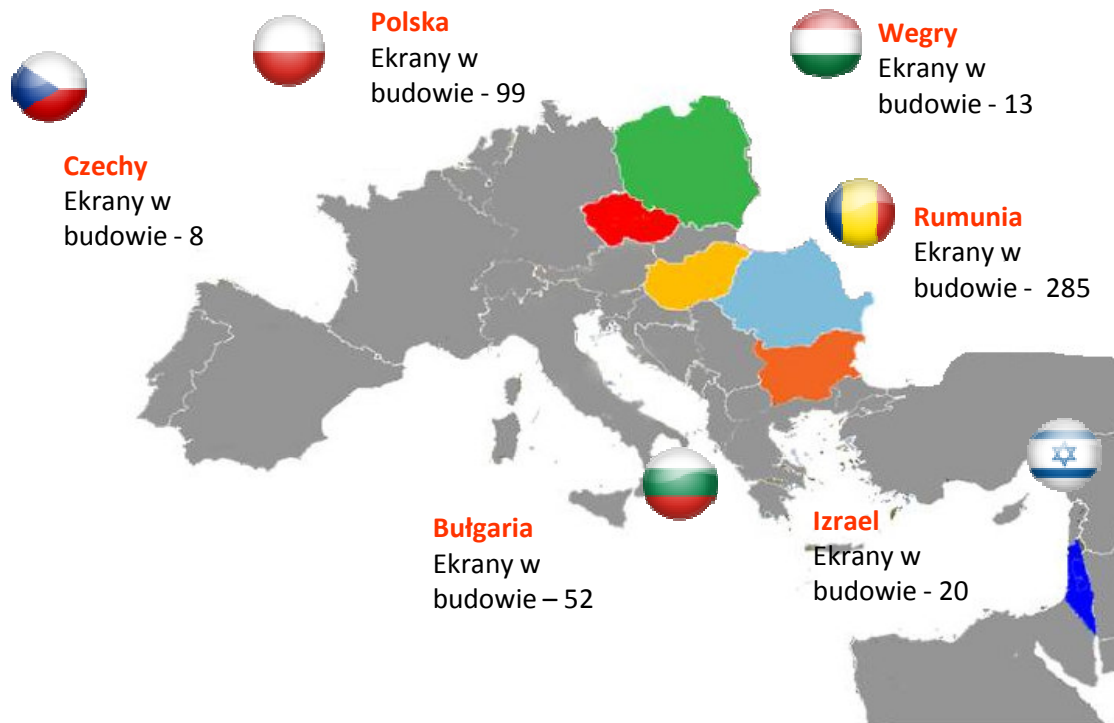 Polska
Ekrany w
budowie - 99
Węgry
Ekrany w
budowie - 13
Czechy
Ekrany w
budowie - 8
Rumunia
Ekrany w
budowie - 285
Bułgaria
Ekrany w
budowie – 52
Izrael
Ekrany w
budowie - 20